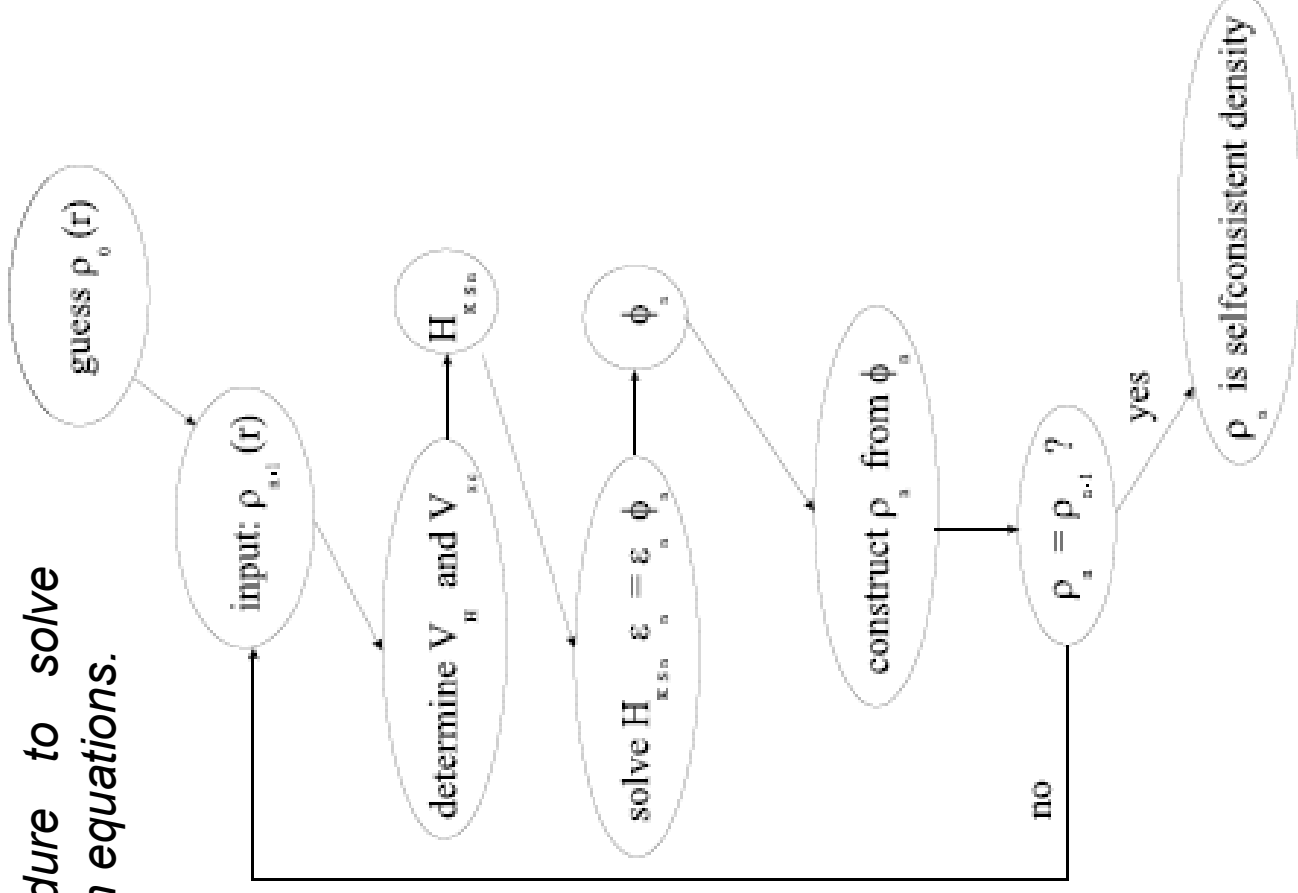 dure to solve
n equations.
guess ρ₀ (r)
input: ρₙ₋₁ (r)
determine V_H and V_xc
H_KSn
solve H_KSn εₙ = εₙ ϕₙ
ϕₙ
construct ρₙ from ϕₙ
ρₙ = ρₙ₋₁ ?
no
yes
ρₙ is selfconsistent density